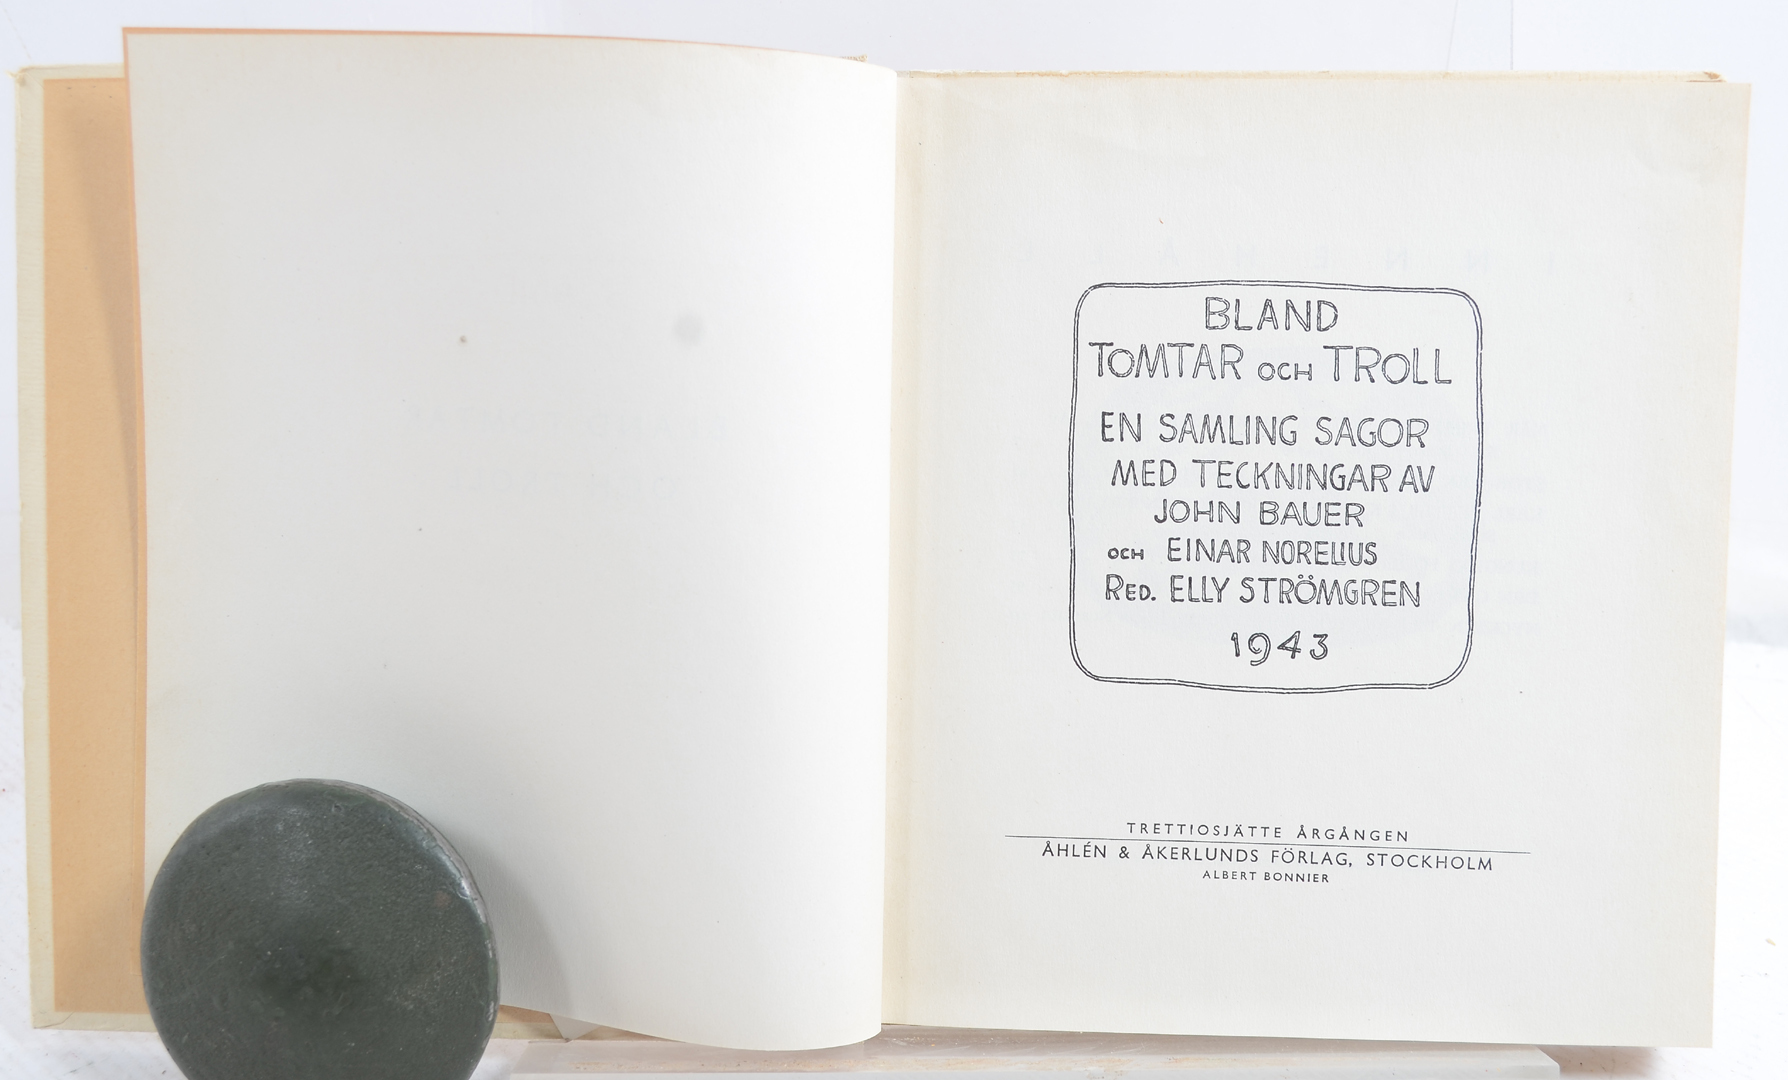 BLAND
TOMTAR OCH TROLL
EN SAMLING SAGOR
MED TECKNINGAR AV
JOHN BAUER
OCH EINAR NORELIUS
RED. ELLY STRÖMGREN
1943
TRETTIOSJÄTTE ÅRGÅNGEN
ÅHLÉN & ÅKERLUNDS FÖRLAG, STOCKHOLM
ALBERT BONNIER